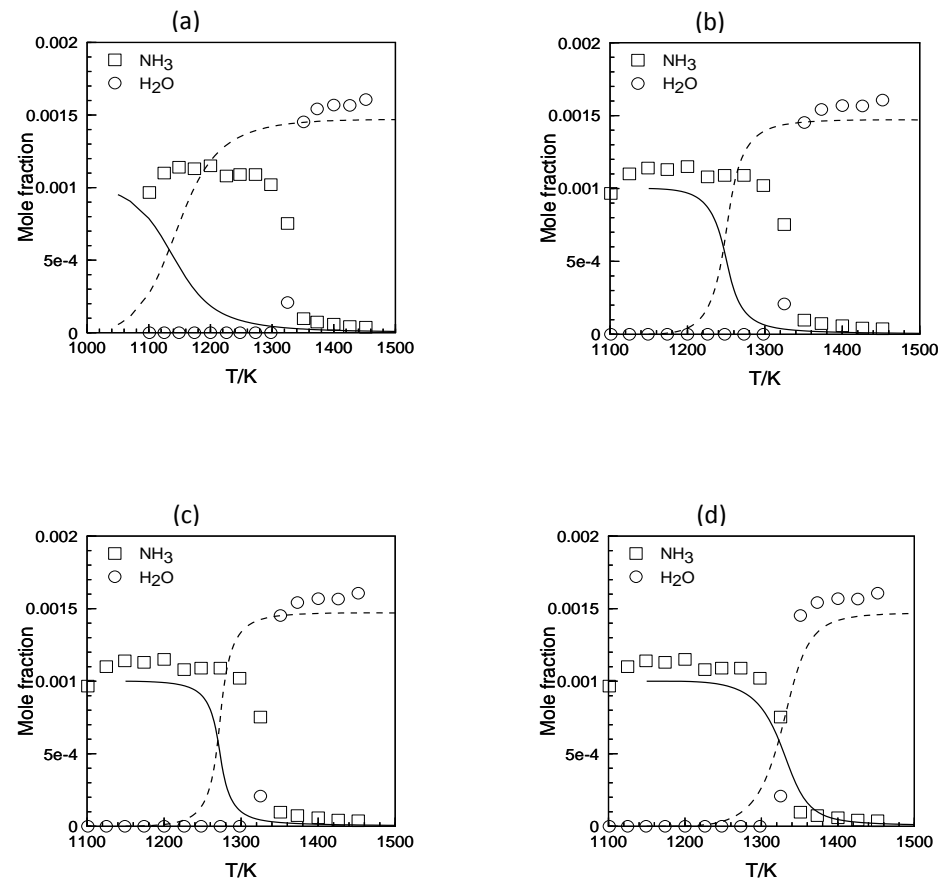 (a)
0.002
NH3
H2O
0.0015
0.001
5e-4
0
Mole fraction
1000 1100 1200 1300 1400 1500
T/K
(b)
0.002
NH3
H2O
0.0015
0.001
5e-4
0
Mole fraction
1100 1200 1300 1400 1500
T/K
(c)
0.002
NH3
H2O
0.0015
0.001
5e-4
0
Mole fraction
1100 1200 1300 1400 1500
T/K
(d)
0.002
NH3
H2O
0.0015
0.001
5e-4
0
Mole fraction
1100 1200 1300 1400 1500
T/K